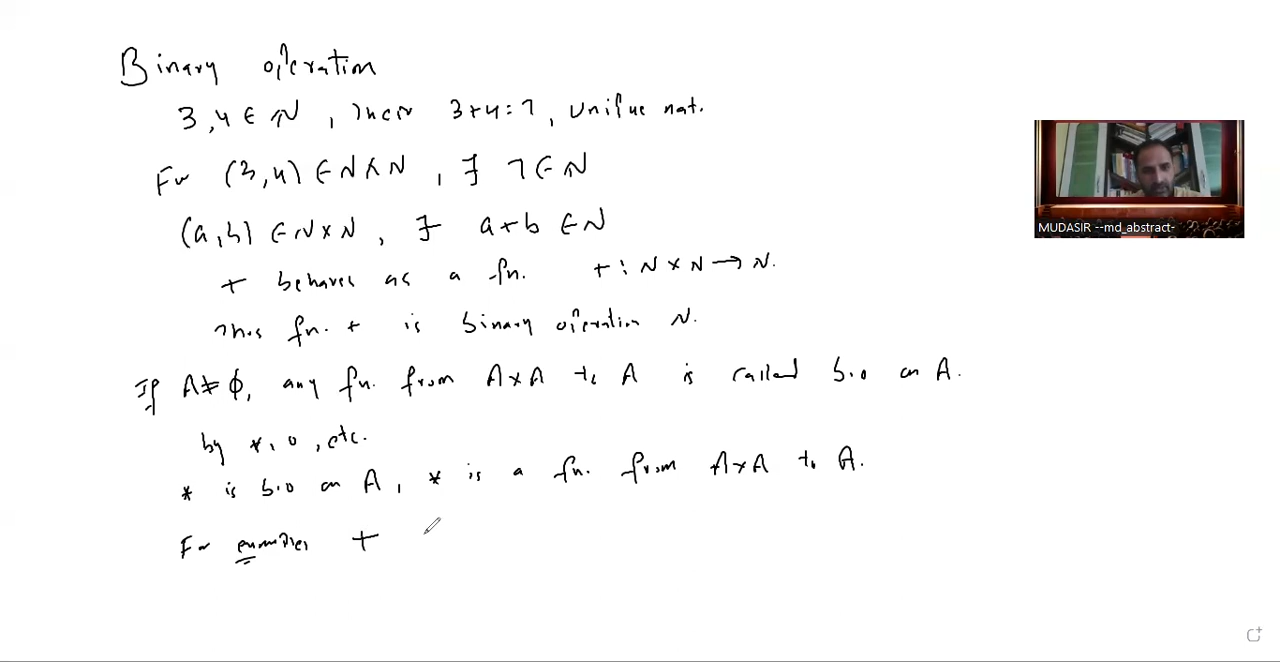 Binary operation
3,4 ∈ N, then 3+4=7, unique nat.
For (3,4) ∈ N×N, ∃ 7 ∈ N
(a,b) ∈ N×N, ∃ a+b ∈ N
+ behaves as a fn. + : N×N → N.
This fn. + is binary operation N.
If A≠ϕ, any fn. from A×A to A is called b.o on A.
by *, o, etc.
* is b.o on A, * is a fn. from A×A to A.
For examples +
MUDASIR --md_abstract-